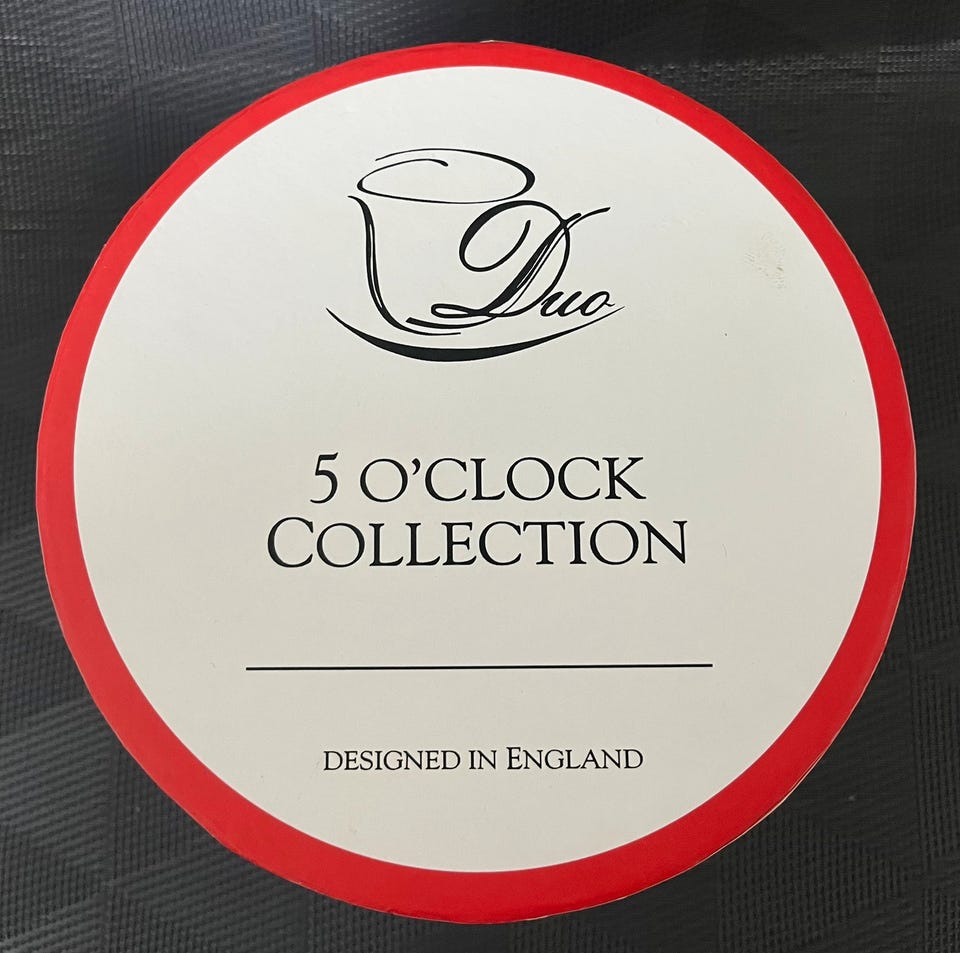 Duo
5 O’CLOCK
COLLECTION
DESIGNED IN ENGLAND